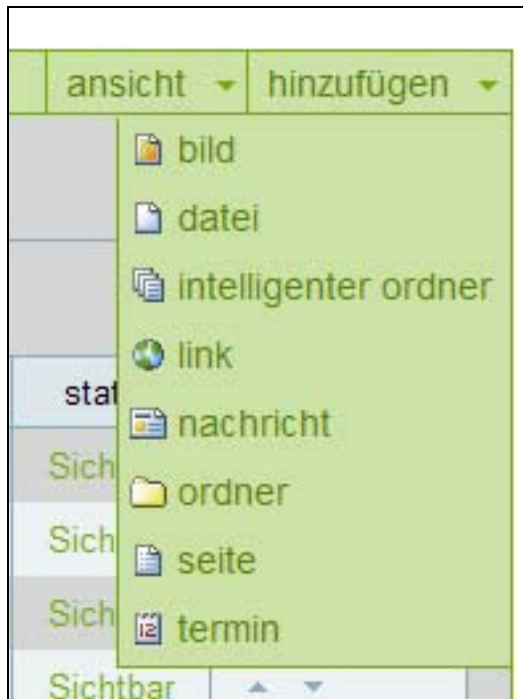 ansicht hinzufügen
bild
datei
intelligenter ordner
link
stat
nachricht
Sich
ordner
Sich
seite
Sich
termin
Sichtbar